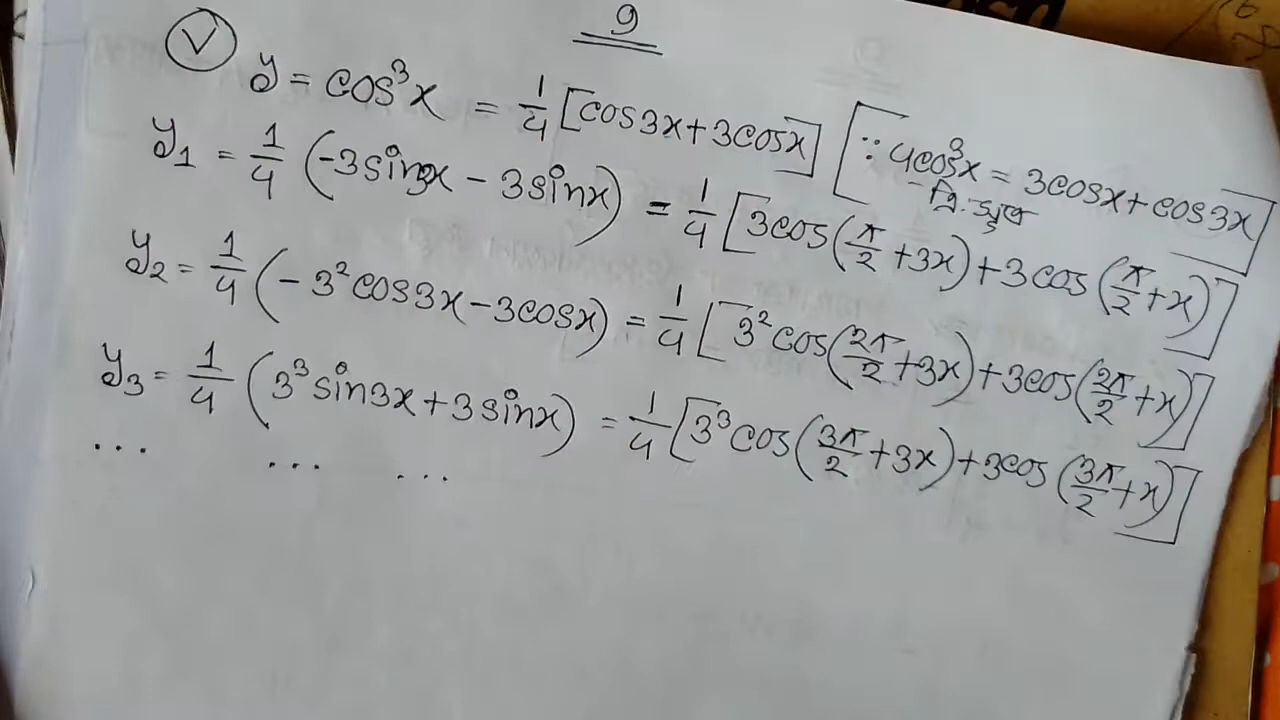 9
(V) y = cos³x = 1/4 [cos3x + 3cosx] [∵ 4cos³x = 3cosx + cos3x]
y₁ = 1/4 (-3sin3x - 3sinx) = 1/4 [3cos(π/2 + 3x) + 3cos(π/2 + x)]
y₂ = 1/4 (-3²cos3x - 3cosx) = 1/4 [3²cos(2π/2 + 3x) + 3cos(2π/2 + x)]
y₃ = 1/4 (3³sin3x + 3sinx) = 1/4 [3³cos(3π/2 + 3x) + 3cos(3π/2 + x)]
... ... ...